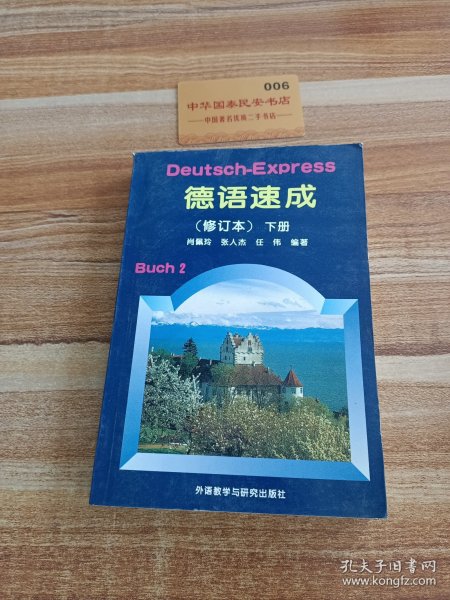 006
中华国泰民安书店
——中国著名优质二手书店——
Deutsch-Express
德语速成
(修订本) 下册
肖佩玲 张人杰 任伟 编著
Buch 2
外语教学与研究出版社
孔夫子旧书网
www.kongfz.com